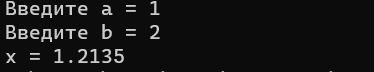 Введите a = 1
Введите b = 2
x = 1.2135